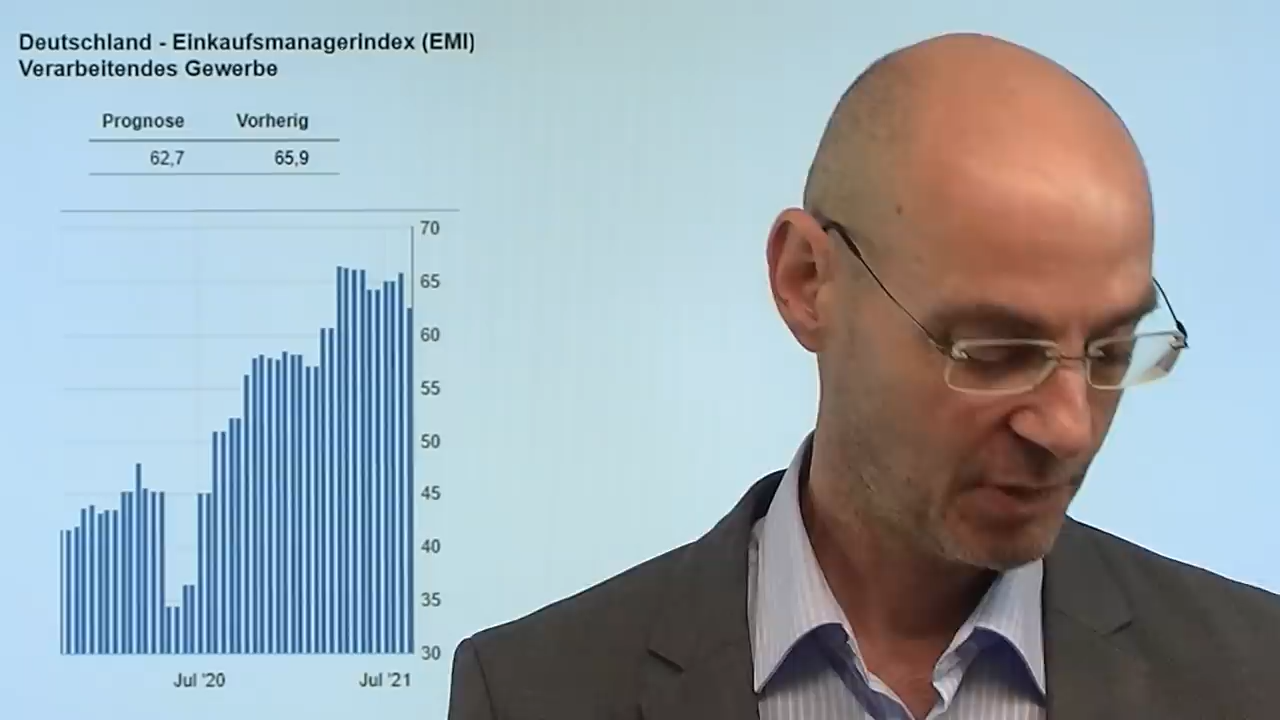 Deutschland - Einkaufsmanagerindex (EMI)
Verarbeitendes Gewerbe
Prognose Vorherig
62,7 65,9
70
65
60
55
50
45
40
35
30
Jul '20 Jul '21